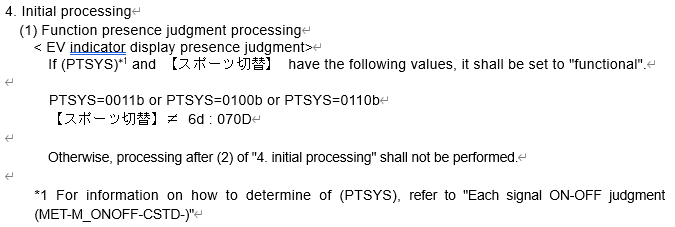 4. Initial processing
(1) Function presence judgment processing
< EV indicator display presence judgment>
If (PTSYS)*1 and 【スポーツ切替】 have the following values, it shall be set to "functional".
PTSYS=0011b or PTSYS=0100b or PTSYS=0110b
【スポーツ切替】≠ 6d : 070D
Otherwise, processing after (2) of "4. initial processing" shall not be performed.
*1 For information on how to determine of (PTSYS), refer to "Each signal ON-OFF judgment
(MET-M_ONOFF-CSTD-)"